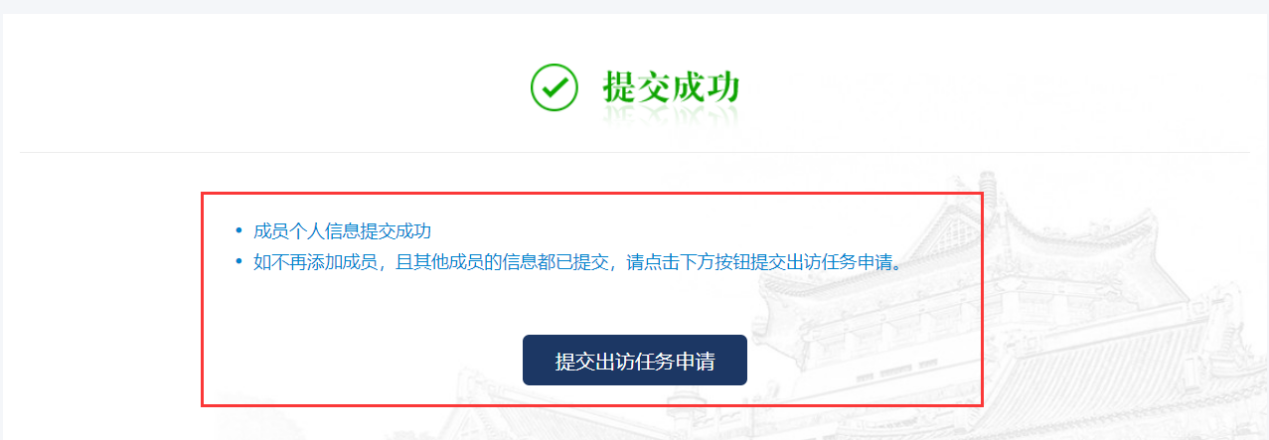 提交成功
• 成员个人信息提交成功
• 如不再添加成员，且其他成员的信息都已提交，请点击下方按钮提交出访任务申请。
提交出访任务申请